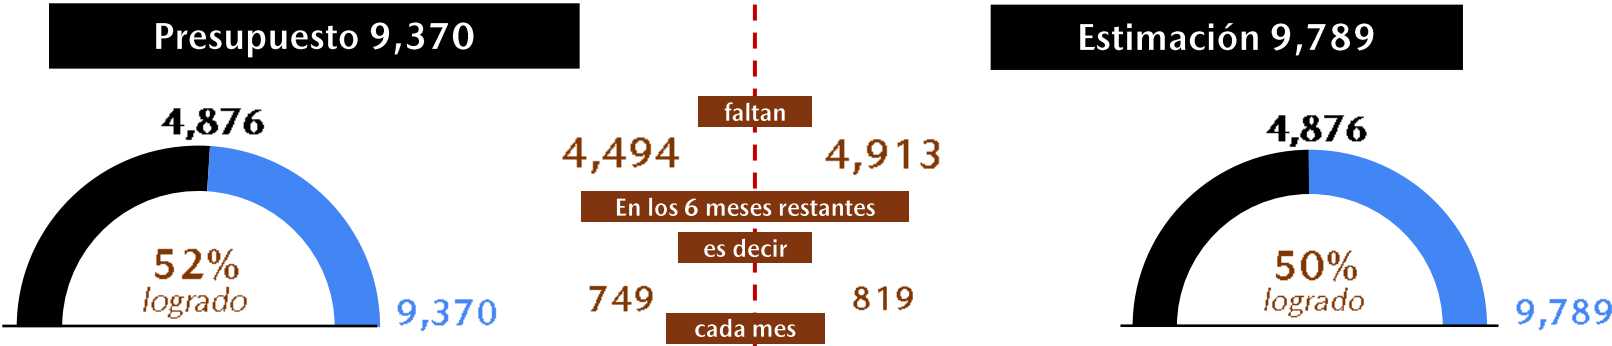 Presupuesto 9,370
4,876
52%
logrado
9,370
faltan
4,494 4,913
En los 6 meses restantes
es decir
749 819
cada mes
Estimación 9,789
4,876
50%
logrado
9,789